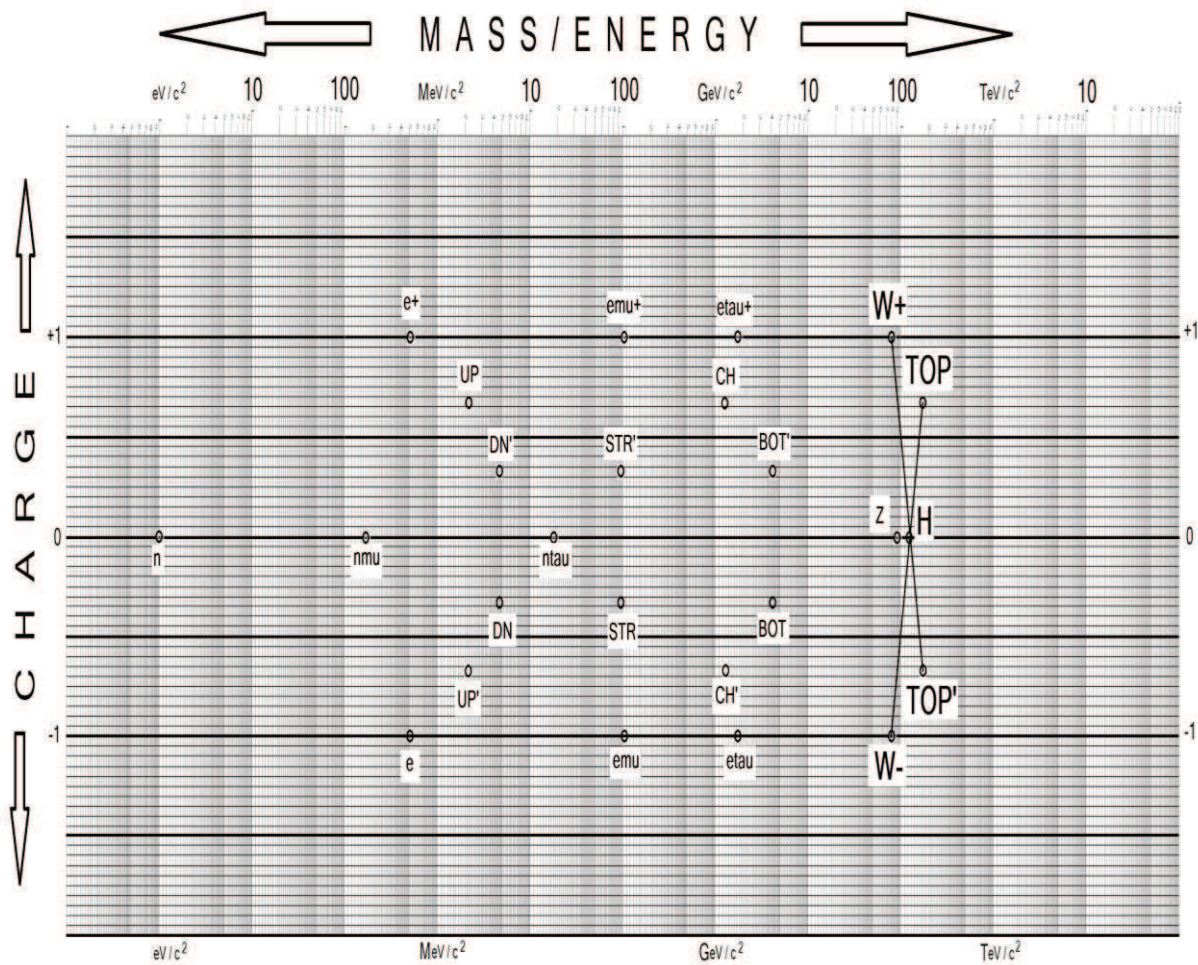 MASS/ENERGY
eV/c² 10 100 MeV/c² 10 100 GeV/c² 10 100 TeV/c² 10
CHARGE
e+ emu+ etau+ W+
+1 +1
UP CH TOP
DN' STR' BOT'
Z H
0 0
n nmu ntau
DN STR BOT
UP' CH' TOP'
-1 -1
e emu etau W-
eV/c² MeV/c² GeV/c² TeV/c²